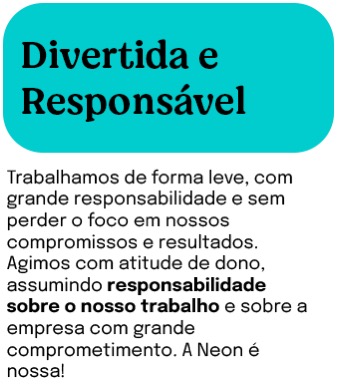 Divertida e
Responsável
Trabalhamos de forma leve, com
grande responsabilidade e sem
perder o foco em nossos
compromissos e resultados.
Agimos com atitude de dono,
assumindo responsabilidade
sobre o nosso trabalho e sobre a
empresa com grande
comprometimento. A Neon é
nossa!